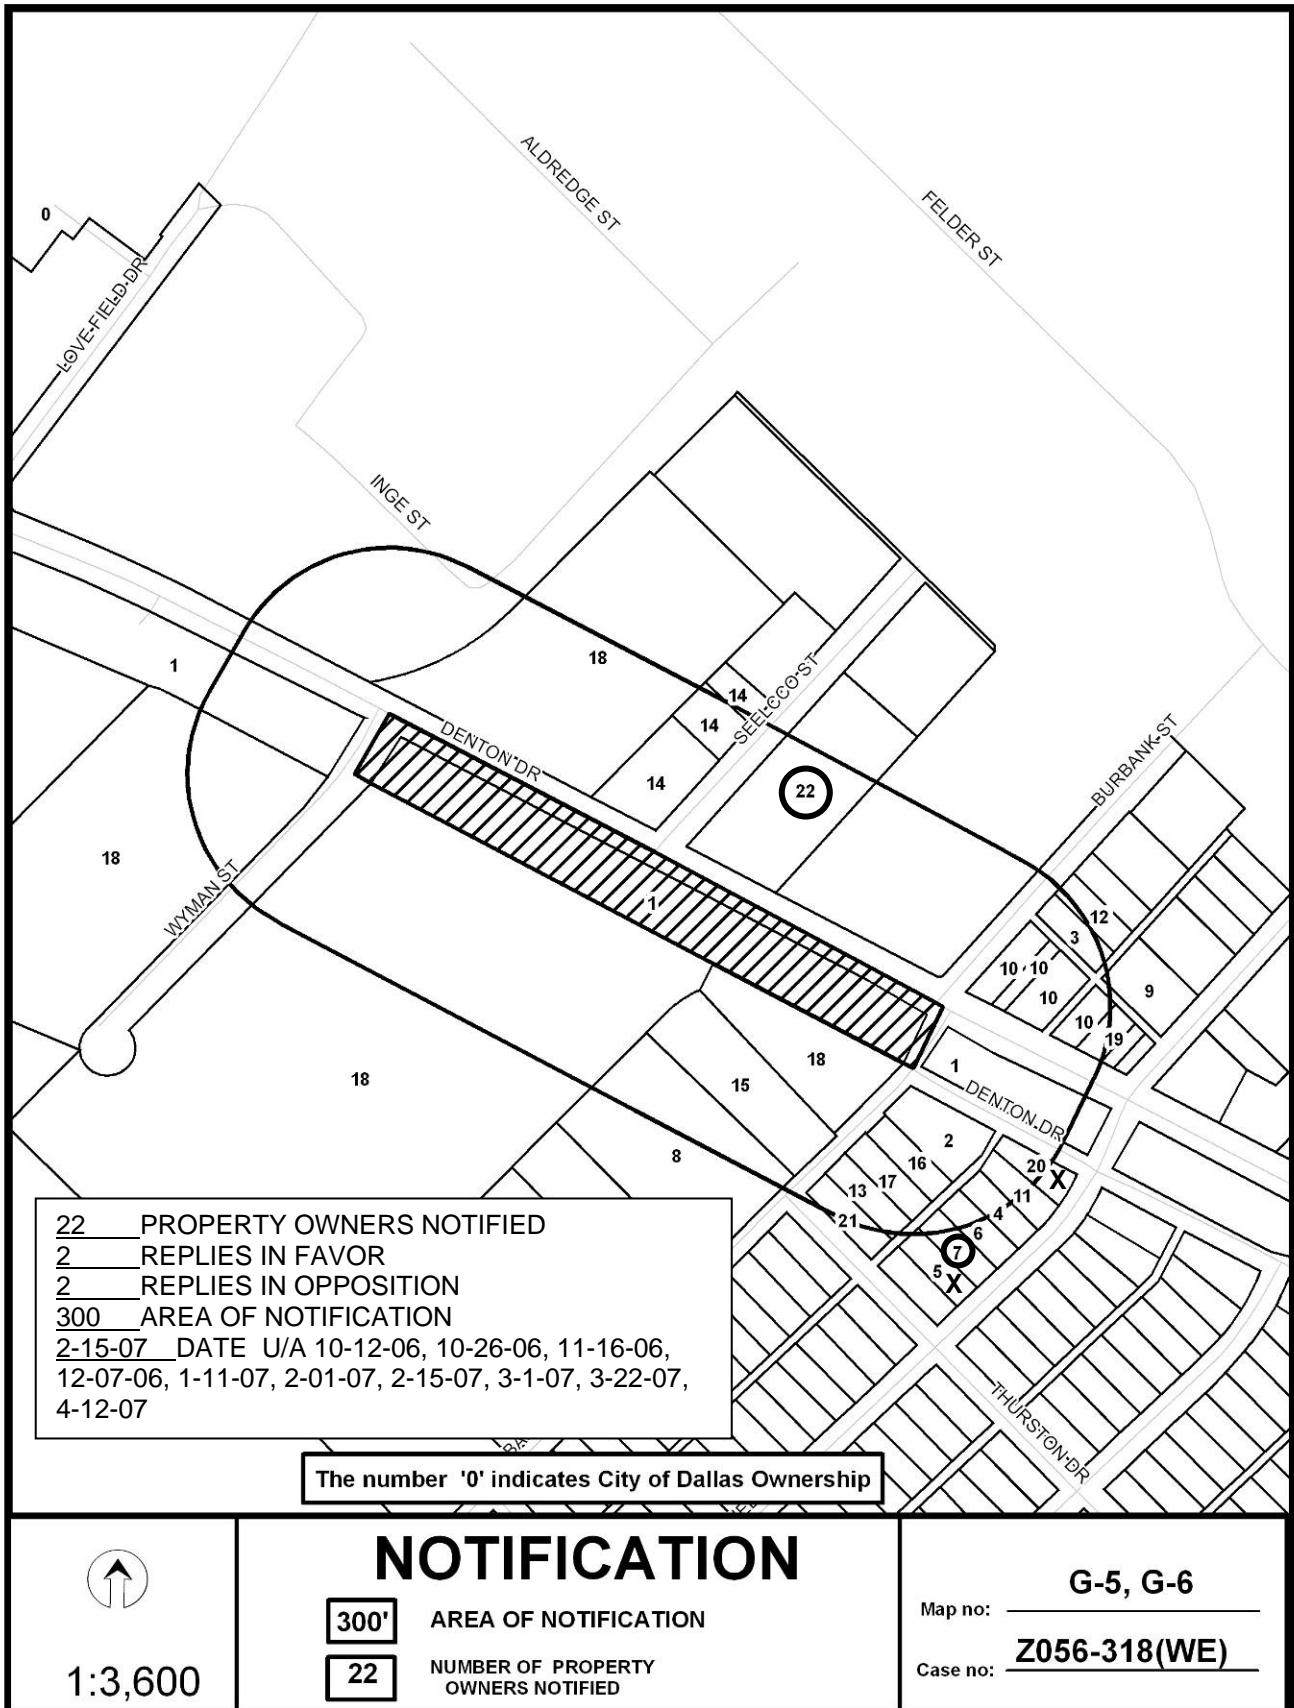 ALDREDGE ST
FELDER ST
0
LOVE FIELD DR
INGE ST
18
1
14
SEELCCO ST
14
DENTON DR
14
22
BURBANK ST
18
WYMAN ST
1
12
3
10 10
10
9
10
19
18
1
18
15
DENTON DR
2
8
16
20 X
17
13
11
4
21
6
7
5
X
22 PROPERTY OWNERS NOTIFIED
2 REPLIES IN FAVOR
2 REPLIES IN OPPOSITION
300 AREA OF NOTIFICATION
2-15-07 DATE U/A 10-12-06, 10-26-06, 11-16-06,
12-07-06, 1-11-07, 2-01-07, 2-15-07, 3-1-07, 3-22-07,
4-12-07
THURSTON DR
The number '0' indicates City of Dallas Ownership
NOTIFICATION
300' AREA OF NOTIFICATION
22 NUMBER OF PROPERTY
OWNERS NOTIFIED
1:3,600
G-5, G-6
Map no:
Z056-318(WE)
Case no: